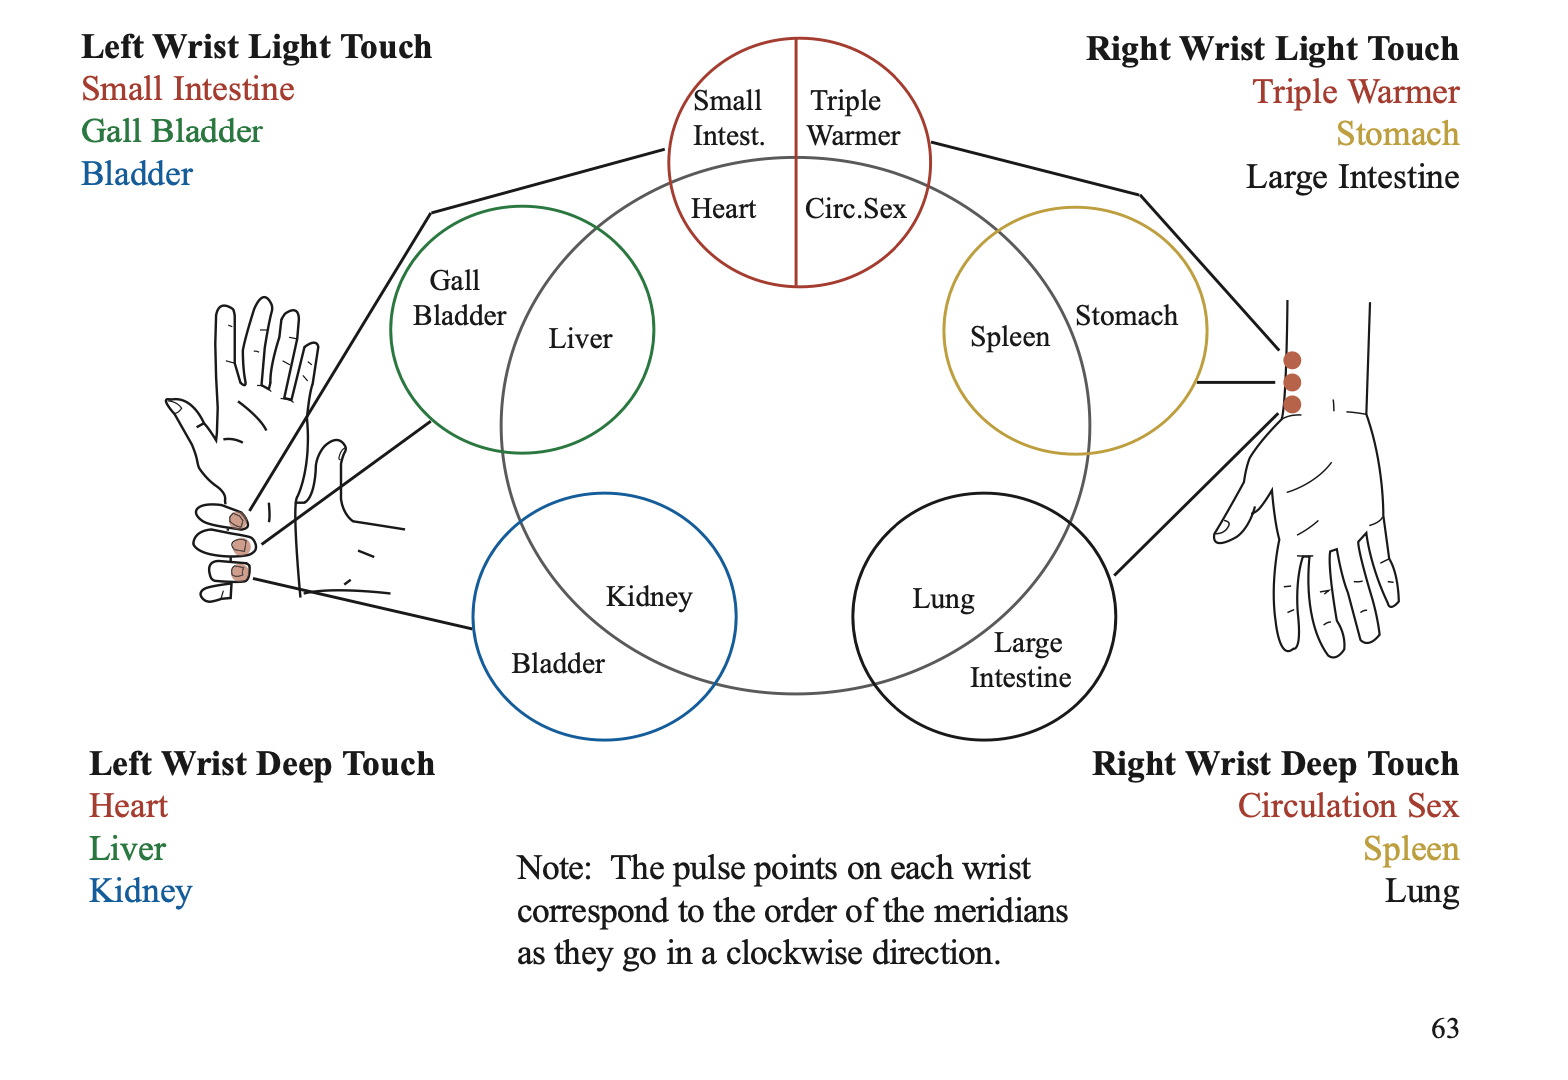 Left Wrist Light Touch
Small Intestine
Gall Bladder
Bladder
Right Wrist Light Touch
Triple Warmer
Stomach
Large Intestine
Small
Intest.
Triple
Warmer
Heart
Circ.Sex
Gall
Bladder
Liver
Spleen
Stomach
Kidney
Bladder
Lung
Large
Intestine
Left Wrist Deep Touch
Heart
Liver
Kidney
Right Wrist Deep Touch
Circulation Sex
Spleen
Lung
Note:  The pulse points on each wrist
correspond to the order of the meridians
as they go in a clockwise direction.
63